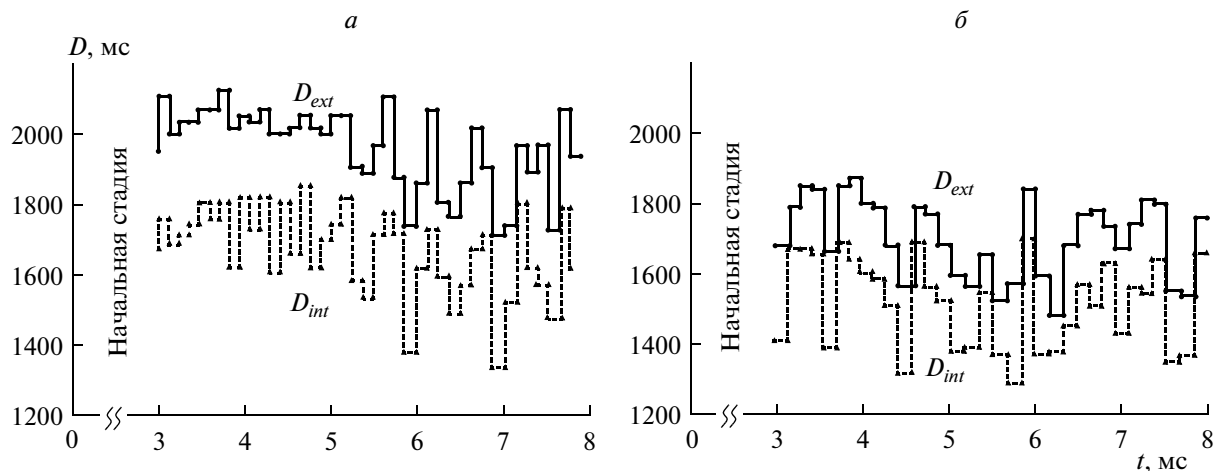 а
б
D, мс
2000
1800
1600
1400
1200
0
Начальная стадия
D_ext
D_int
3 4 5 6 7 8
2000
1800
1600
1400
1200
0
Начальная стадия
D_ext
D_int
3 4 5 6 7 8
t, мс